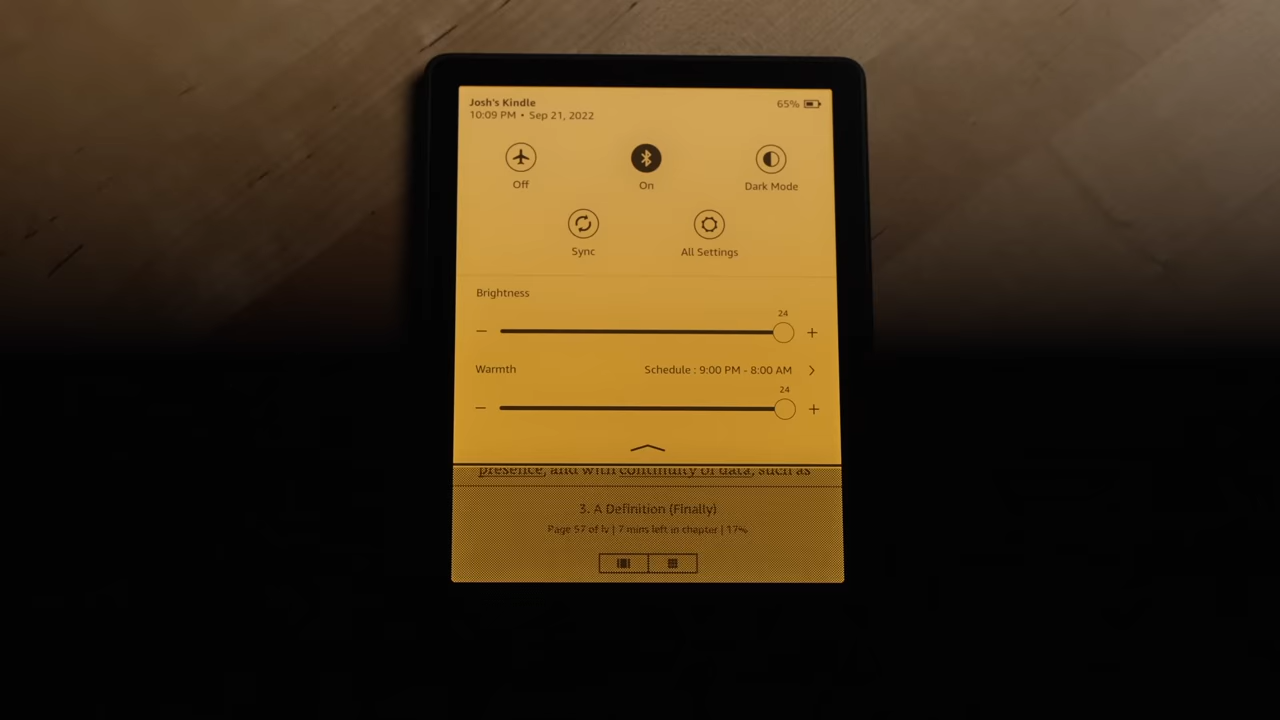 Josh's Kindle
65%
10:09 PM • Sep 21, 2022
Off
On
Dark Mode
Sync
All Settings
Brightness
24
− +
Warmth
Schedule : 9:00 PM - 8:00 AM >
24
− +
presence, and with continuity of data, such as
3. A Definition (Finally)
Page 57 of lv | 7 mins left in chapter | 17%